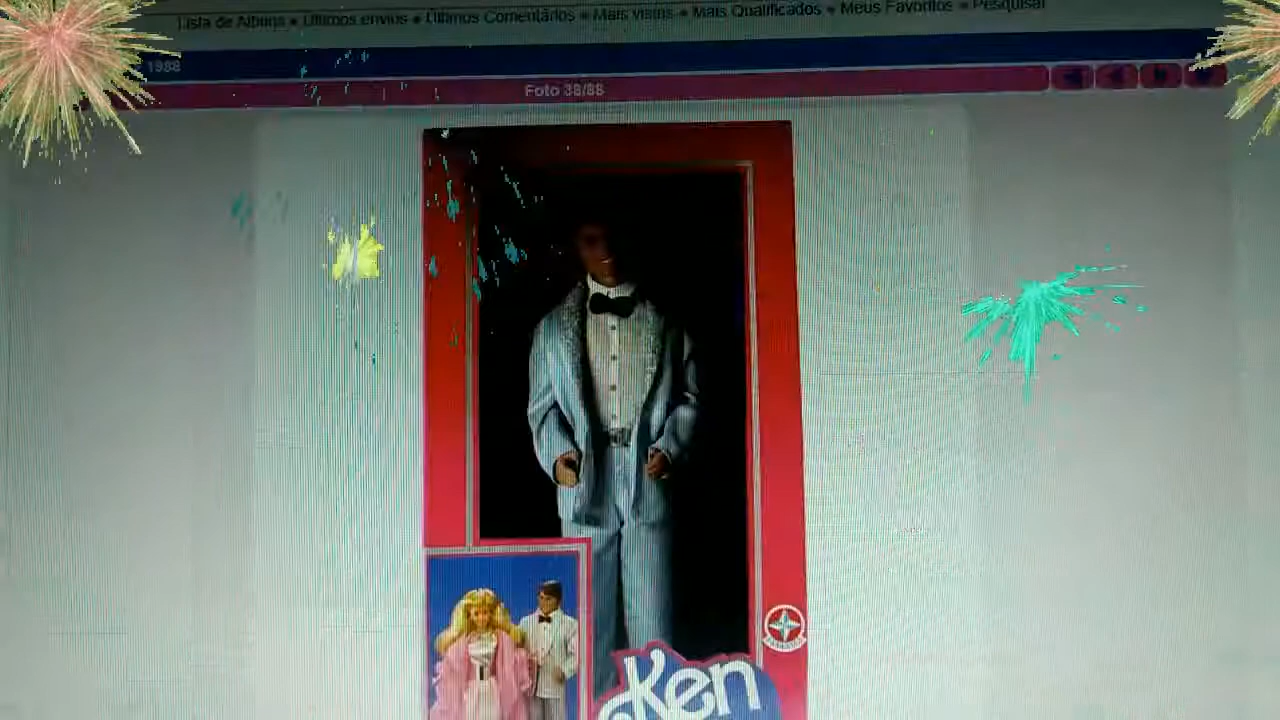 Lista de Álbuns • Últimos envios • Últimos Comentários • Mais vistos • Mais Qualificados • Meus Favoritos • Pesquisar
1988
Foto 38/88
Ken